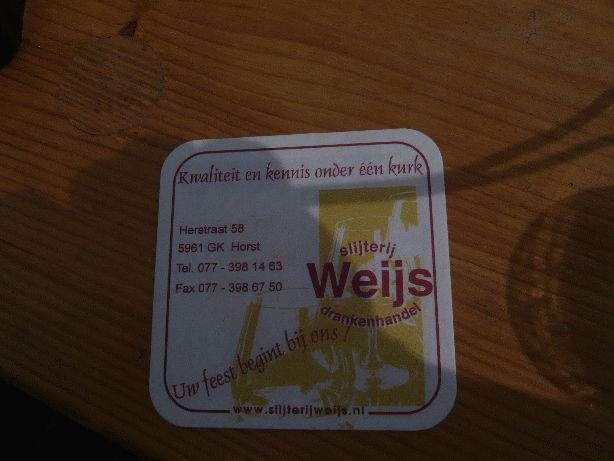 Kwaliteit en kennis onder één kurk
Herstraat 58
5961 GK Horst
Tel. 077 - 398 14 63
Fax 077 - 398 67 50
slijterij
Weijs
drankenhandel
Uw feest begint bij ons !
www.slijterijweijs.nl